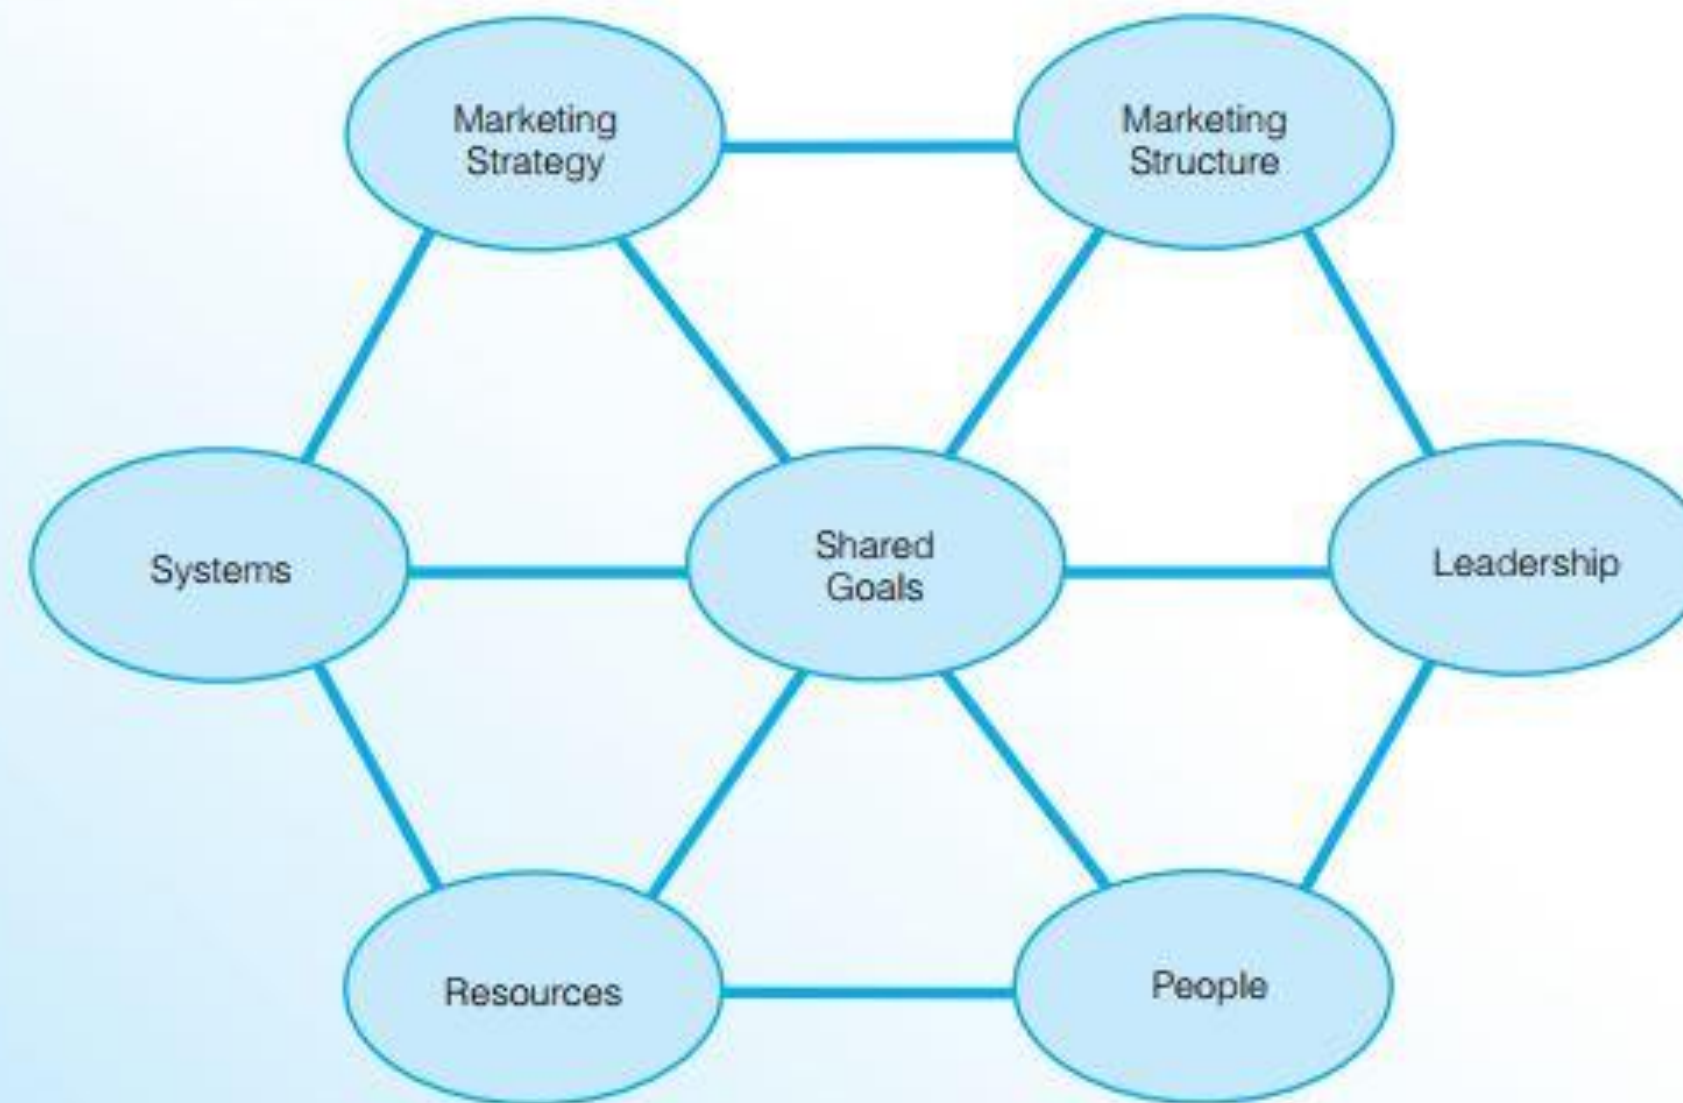 Marketing
Strategy
Marketing
Structure
Systems
Shared
Goals
Leadership
Resources
People